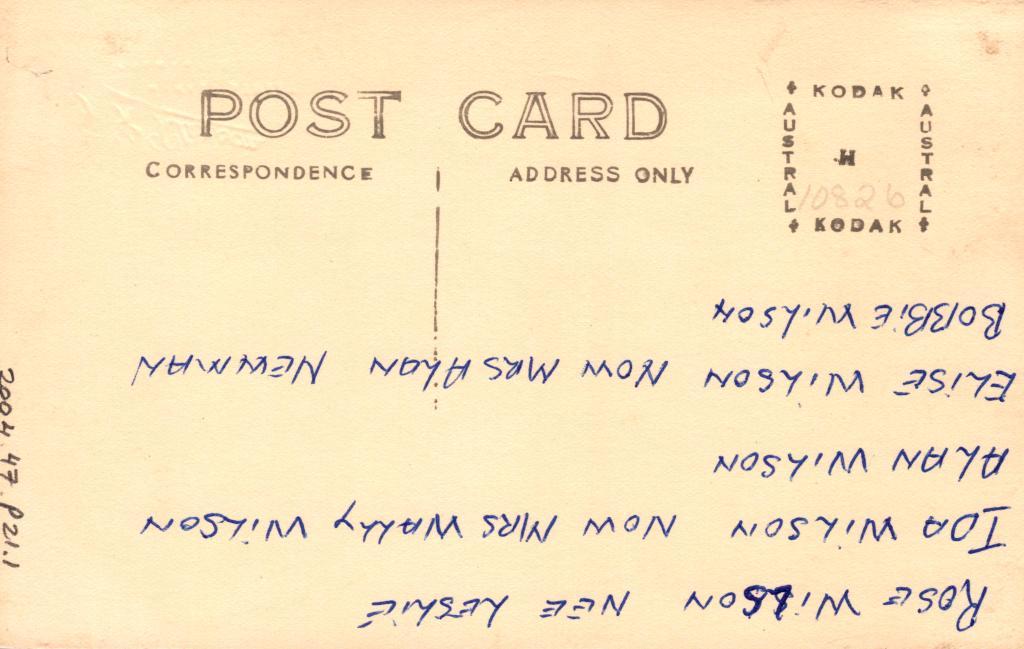 POST CARD
CORRESPONDENCE
ADDRESS ONLY
KODAK
AUSTRAL
AUSTRAL
H
10826
KODAK
ROSE WILSON NEE LESLIE
IDA WILSON NOW MRS WALLY WILSON
ALAN WILSON
ELISE WILSON NOW MRS ALAN NEWMAN
BOBBIE WILSON
2004.47.P21.1